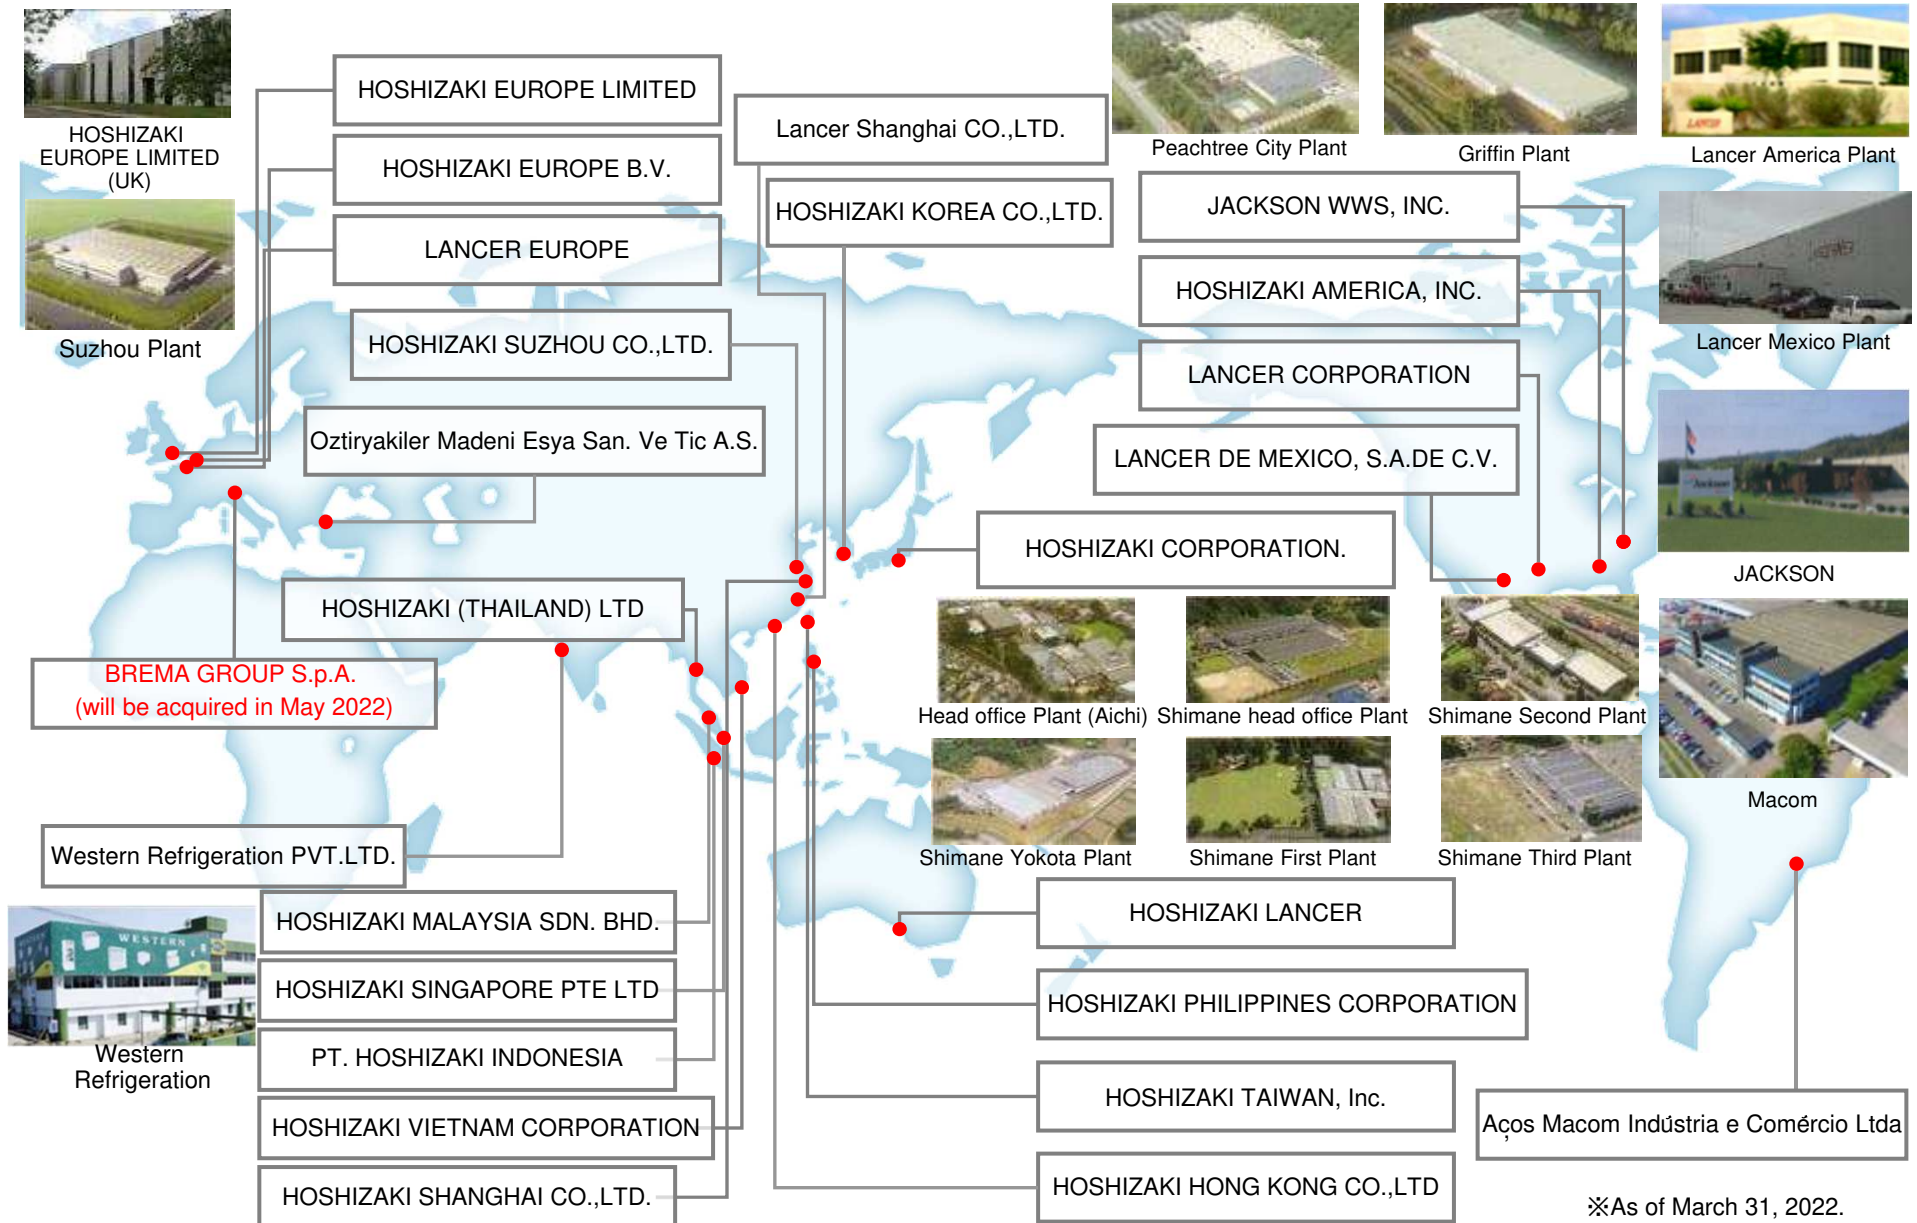 HOSHIZAKI
EUROPE LIMITED
(UK)
Suzhou Plant
HOSHIZAKI EUROPE LIMITED
HOSHIZAKI EUROPE B.V.
LANCER EUROPE
HOSHIZAKI SUZHOU CO.,LTD.
Oztiryakiler Madeni Esya San. Ve Tic A.S.
Lancer Shanghai CO.,LTD.
HOSHIZAKI KOREA CO.,LTD.
Peachtree City Plant
Griffin Plant
LANCER
Lancer America Plant
JACKSON WWS, INC.
HOSHIZAKI AMERICA, INC.
LANCER CORPORATION
LANCER DE MEXICO, S.A.DE C.V.
Lancer Mexico Plant
Jackson
JACKSON
HOSHIZAKI CORPORATION.
HOSHIZAKI (THAILAND) LTD
BREMA GROUP S.p.A.
(will be acquired in May 2022)
Head office Plant (Aichi)
Shimane head office Plant
Shimane Second Plant
Shimane Yokota Plant
Shimane First Plant
Shimane Third Plant
Macom
Western Refrigeration PVT.LTD.
WESTERN
Western
Refrigeration
HOSHIZAKI MALAYSIA SDN. BHD.
HOSHIZAKI SINGAPORE PTE LTD
PT. HOSHIZAKI INDONESIA
HOSHIZAKI VIETNAM CORPORATION
HOSHIZAKI SHANGHAI CO.,LTD.
HOSHIZAKI LANCER
HOSHIZAKI PHILIPPINES CORPORATION
HOSHIZAKI TAIWAN, Inc.
HOSHIZAKI HONG KONG CO.,LTD
Aços Macom Indústria e Comércio Ltda
※As of March 31, 2022.